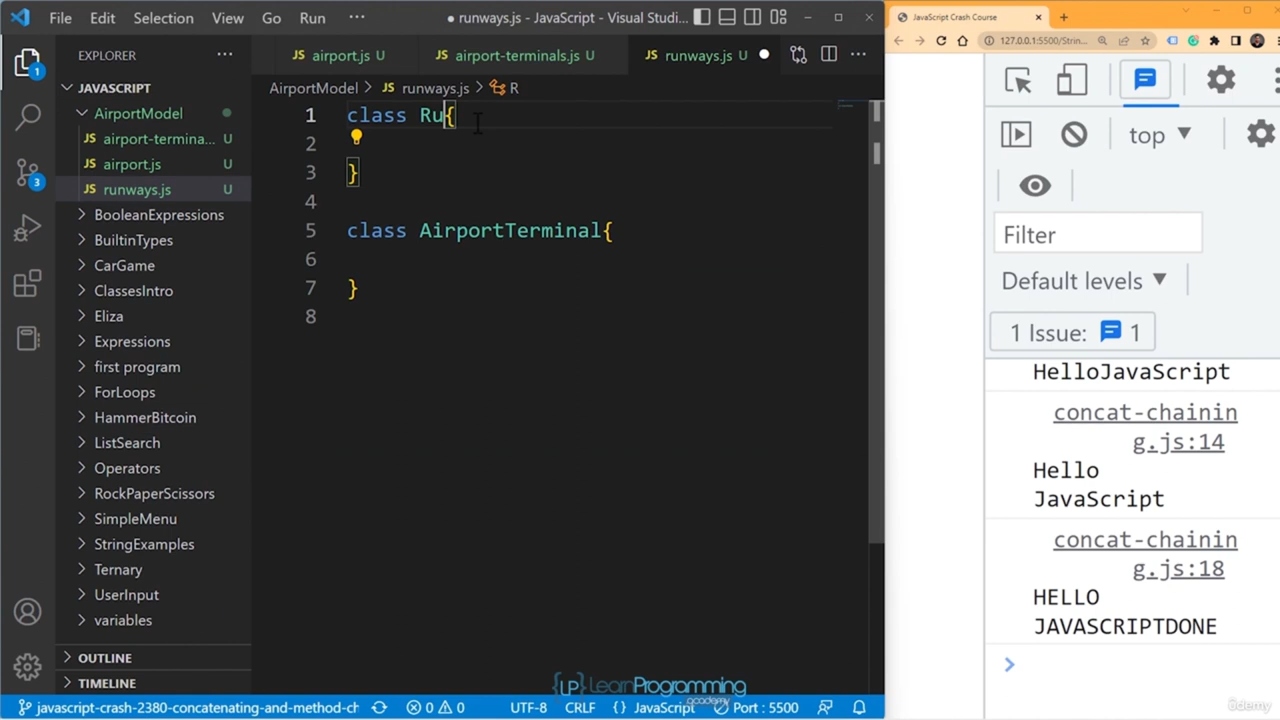 File Edit Selection View Go Run ··· ● runways.js - JavaScript - Visual Studi...
EXPLORER ···
JAVASCRIPT
AirportModel
JS airport-termina... U
JS airport.js U
JS runways.js U
BooleanExpressions
BuiltinTypes
CarGame
ClassesIntro
Eliza
Expressions
first program
ForLoops
HammerBitcoin
ListSearch
Operators
RockPaperScissors
SimpleMenu
StringExamples
Ternary
UserInput
variables
OUTLINE
TIMELINE
1
3
JS airport.js U JS airport-terminals.js U JS runways.js U ●
AirportModel > JS runways.js > R
1 class Ru{
2
3 }
4
5 class AirportTerminal{
6
7 }
8
{LP} LearnProgramming
academy
javascript-crash-2380-concatenating-and-method-ch 0 0 UTF-8 CRLF {} JavaScript Port : 5500
JavaScript Crash Course
127.0.0.1:5500/Strin...
top
Filter
Default levels
1 Issue: 1
HelloJavaScript
concat-chainin
g.js:14
Hello
JavaScript
concat-chainin
g.js:18
HELLO
JAVASCRIPTDONE
ûdemy